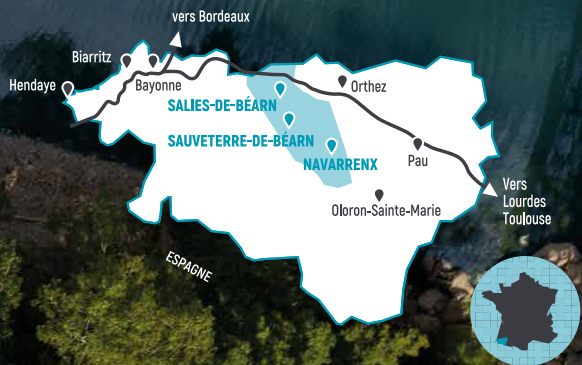 vers Bordeaux
Biarritz
Hendaye
Bayonne
Orthez
SALIES-DE-BÉARN
SAUVETERRE-DE-BÉARN
NAVARRENX
Pau
Vers
Lourdes
Toulouse
Oloron-Sainte-Marie
ESPAGNE